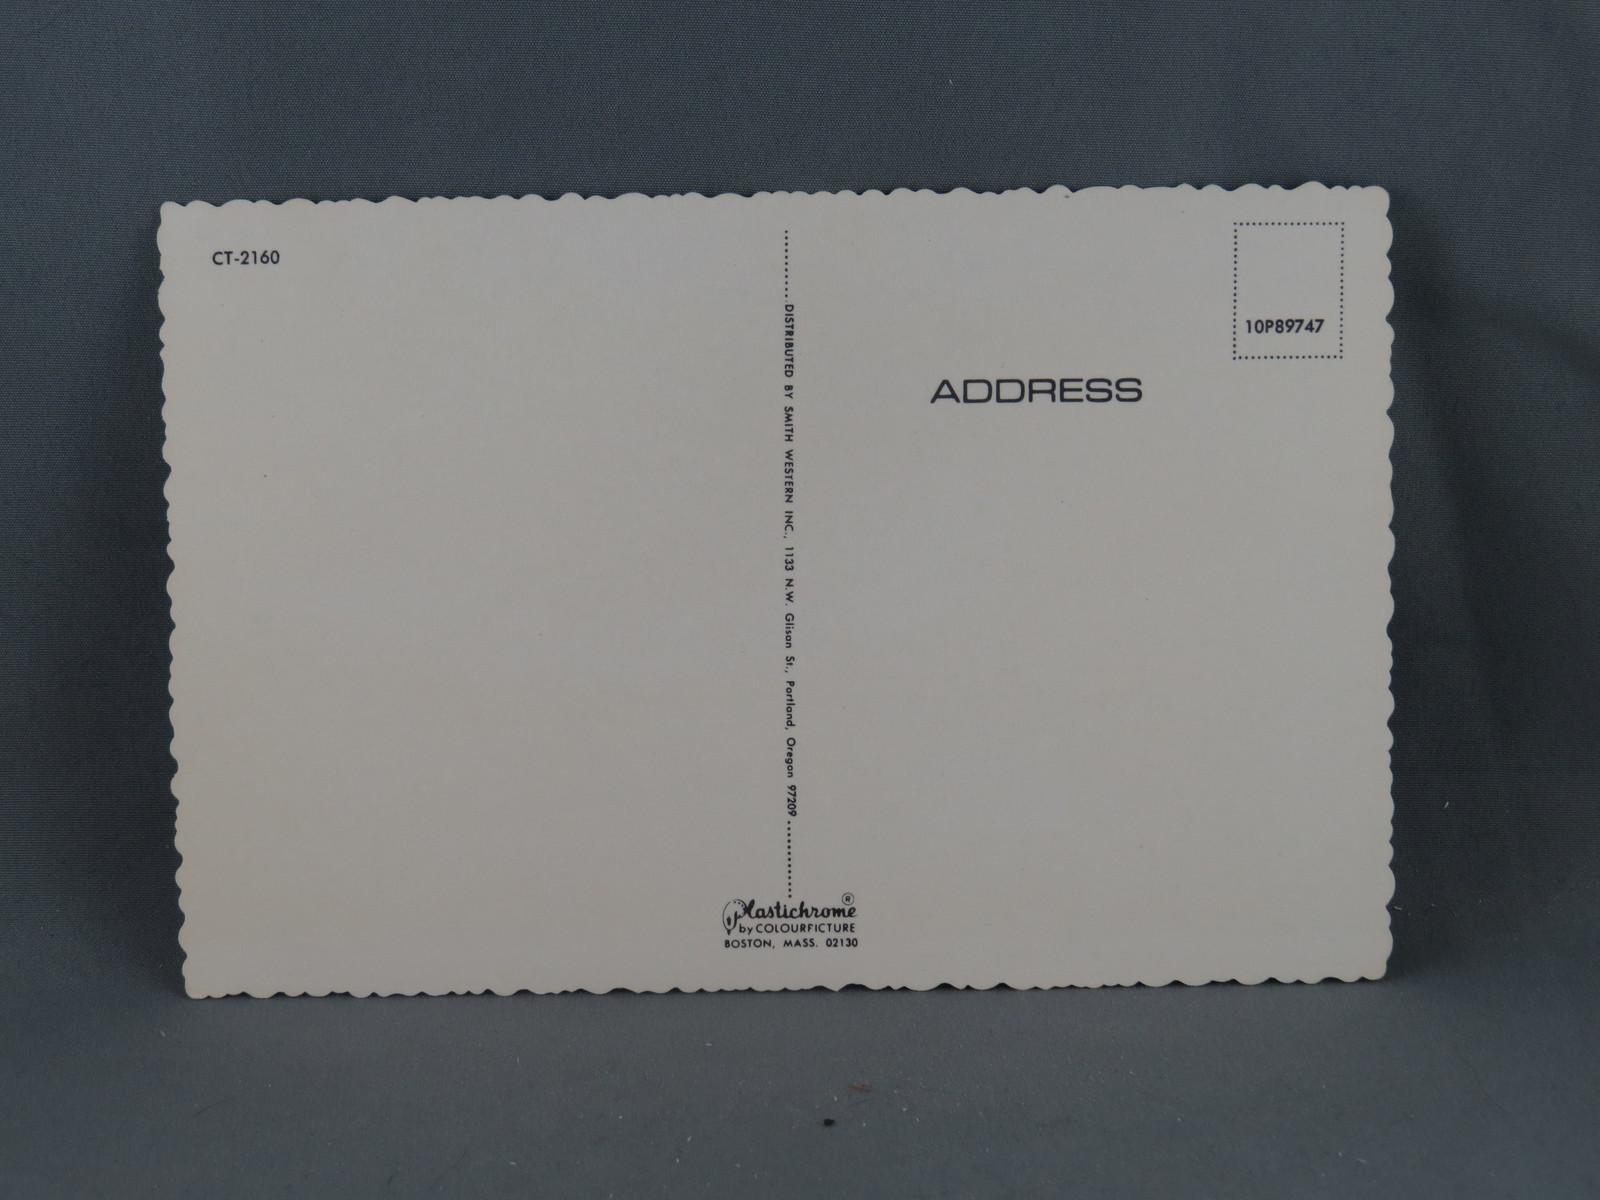 CT-2160
DISTRIBUTED BY SMITH WESTERN INC., 1133 N.W. Glisan St., Portland, Oregon 97209
10P89747
ADDRESS
Plastichrome®
by COLOURPICTURE
BOSTON, MASS. 02130